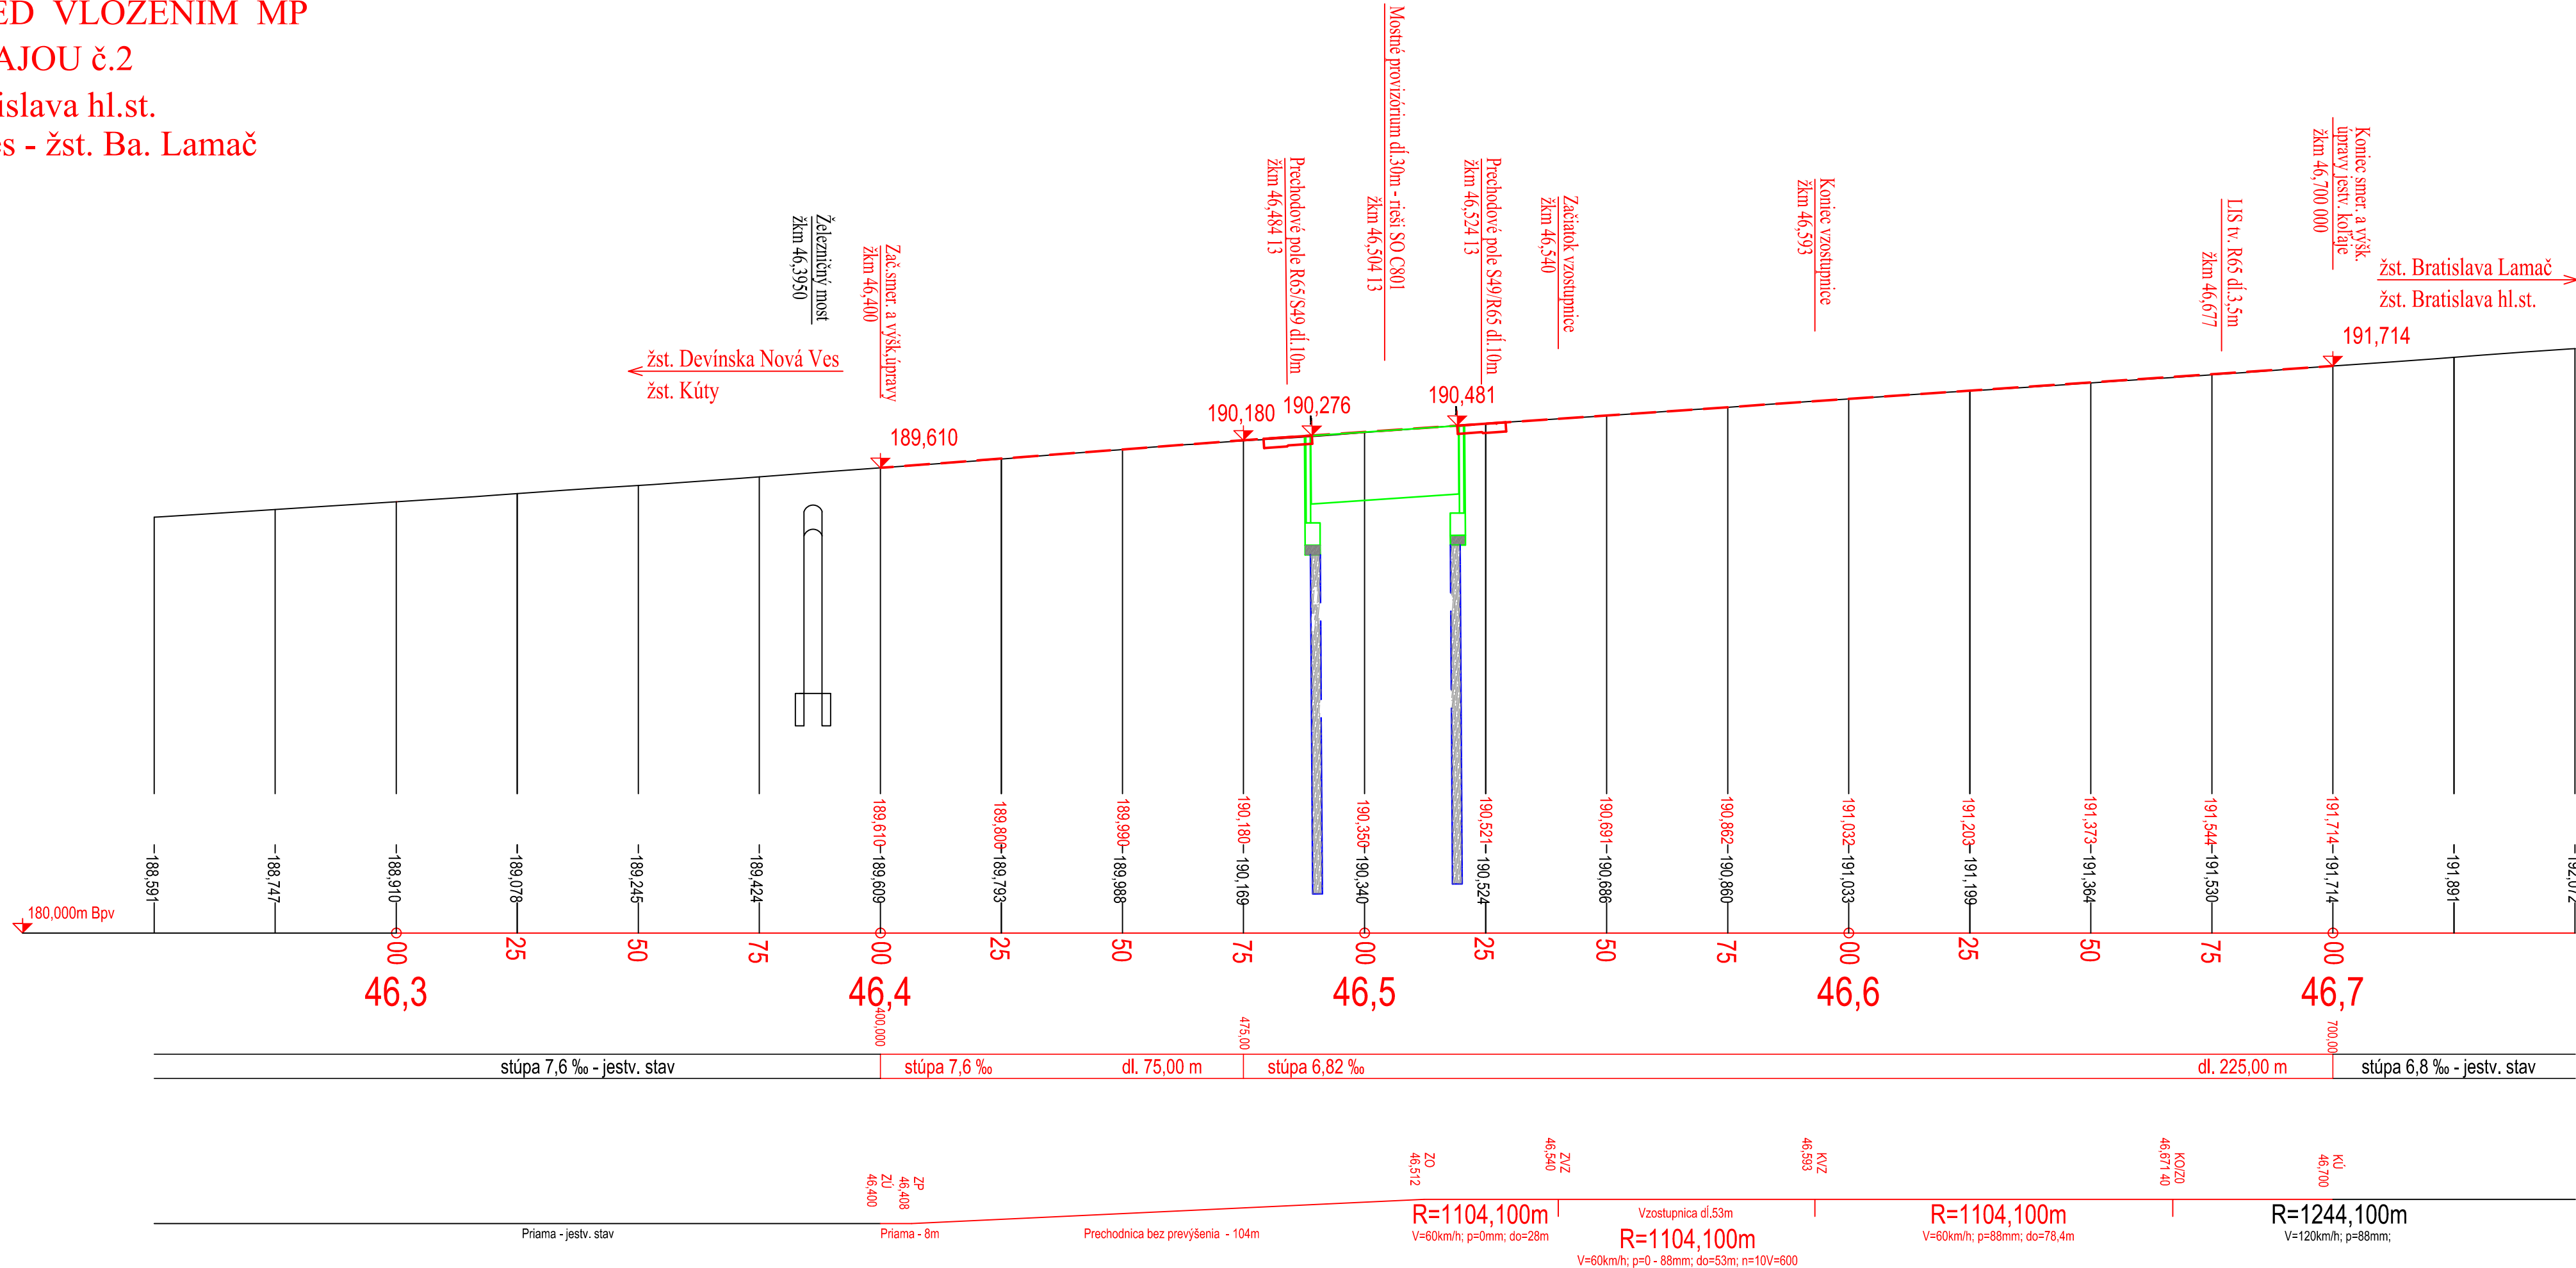 ED VLOŽENÍM MP
AJOU č.2
islava hl.st.
es - žst. Ba. Lamač
Železničný most
žkm 46,3950
Zač.smer. a výšk,úpravy
žkm 46,400
Prechodové pole R65/S49 dĺ.10m
žkm 46,484 13
Mostné provizórium dĺ.30m - rieši SO C801
žkm 46,504 13
Prechodové pole S49/R65 dĺ.10m
žkm 46,524 13
Začiatok vzostupnice
žkm 46,540
Koniec vzostupnice
žkm 46,593
LIS tv. R65 dĺ.3,5m
žkm 46,677
Koniec smer. a výšk.
úpravy jestv. koľaje
žkm 46,700 000
žst. Bratislava Lamač
žst. Bratislava hl.st.
žst. Devínska Nová Ves
žst. Kúty
189,610
190,180
190,276
190,481
191,714
189,610
189,800
189,990
190,180
190,350
190,521
190,691
190,862
191,032
191,203
191,373
191,544
191,714
188,591
188,747
188,910
189,078
189,245
189,424
189,609
189,793
189,988
190,169
190,340
190,524
190,686
190,860
191,033
191,199
191,364
191,530
191,714
191,891
192,072
180,000m Bpv
00 25 50 75 00 25 50 75 00 25 50 75 00 25 50 75 00
46,3 46,4 46,5 46,6 46,7
400,000
475,00
700,00
stúpa 7,6 ‰ - jestv. stav
stúpa 7,6 ‰ dl. 75,00 m
stúpa 6,82 ‰ dl. 225,00 m
stúpa 6,8 ‰ - jestv. stav
ZÚ
46,400
ZP
46,408
ZO
46,512
ZVZ
46,540
KVZ
46,593
KO/ZO
46,671 40
KÚ
46,700
Priama - jestv. stav
Priama - 8m
Prechodnica bez prevýšenia - 104m
R=1104,100m
V=60km/h; p=0mm; do=28m
Vzostupnica dĺ.53m
R=1104,100m
V=60km/h; p=0 - 88mm; do=53m; n=10V=600
R=1104,100m
V=60km/h; p=88mm; do=78,4m
R=1244,100m
V=120km/h; p=88mm;